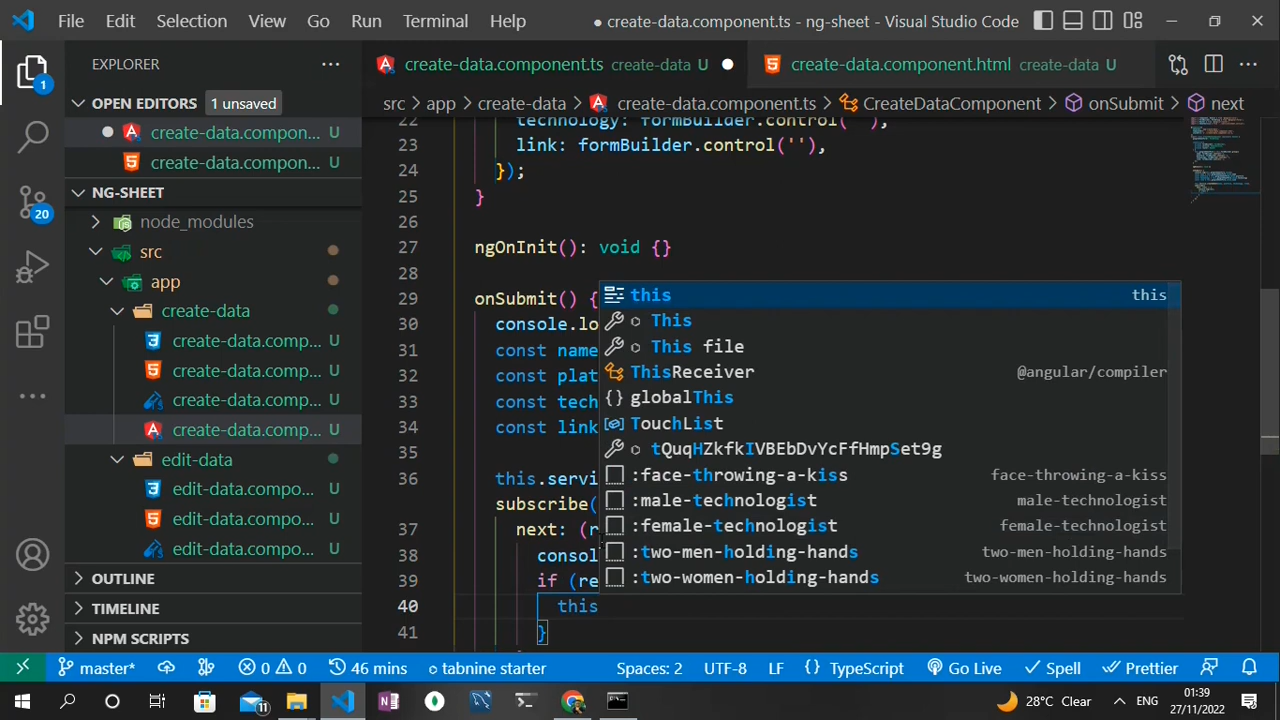 File Edit Selection View Go Run Terminal Help ● create-data.component.ts - ng-sheet - Visual Studio Code
EXPLORER
OPEN EDITORS 1 unsaved
create-data.compon... U
create-data.compon... U
NG-SHEET
node_modules
src
app
create-data
create-data.comp... U
create-data.comp... U
create-data.comp... U
create-data.comp... U
edit-data
edit-data.compo... U
edit-data.compo... U
edit-data.compo... U
OUTLINE
TIMELINE
NPM SCRIPTS
1
20
create-data.component.ts create-data U
create-data.component.html create-data U
src > app > create-data > create-data.component.ts > CreateDataComponent > onSubmit > next
22 technology: formBuilder.control(''),
23 link: formBuilder.control(''),
24 });
25 }
26
27 ngOnInit(): void {}
28
29 onSubmit() {
30 console.lo
31 const name
32 const plat
33 const tech
34 const link
35
36 this.servi
subscribe(
37 next: (r
38 consol
39 if (re
40 this
41 }
this this
This
This file
ThisReceiver @angular/compiler
globalThis
TouchList
tQuqHZkfkIVBEbDvYcFfHmpSet9g
:face-throwing-a-kiss face-throwing-a-kiss
:male-technologist male-technologist
:female-technologist female-technologist
:two-men-holding-hands two-men-holding-hands
:two-women-holding-hands two-women-holding-hands
master* 0 0 46 mins tabnine starter Spaces: 2 UTF-8 LF {} TypeScript Go Live Spell Prettier
11 28°C Clear ENG 01:39
27/11/2022